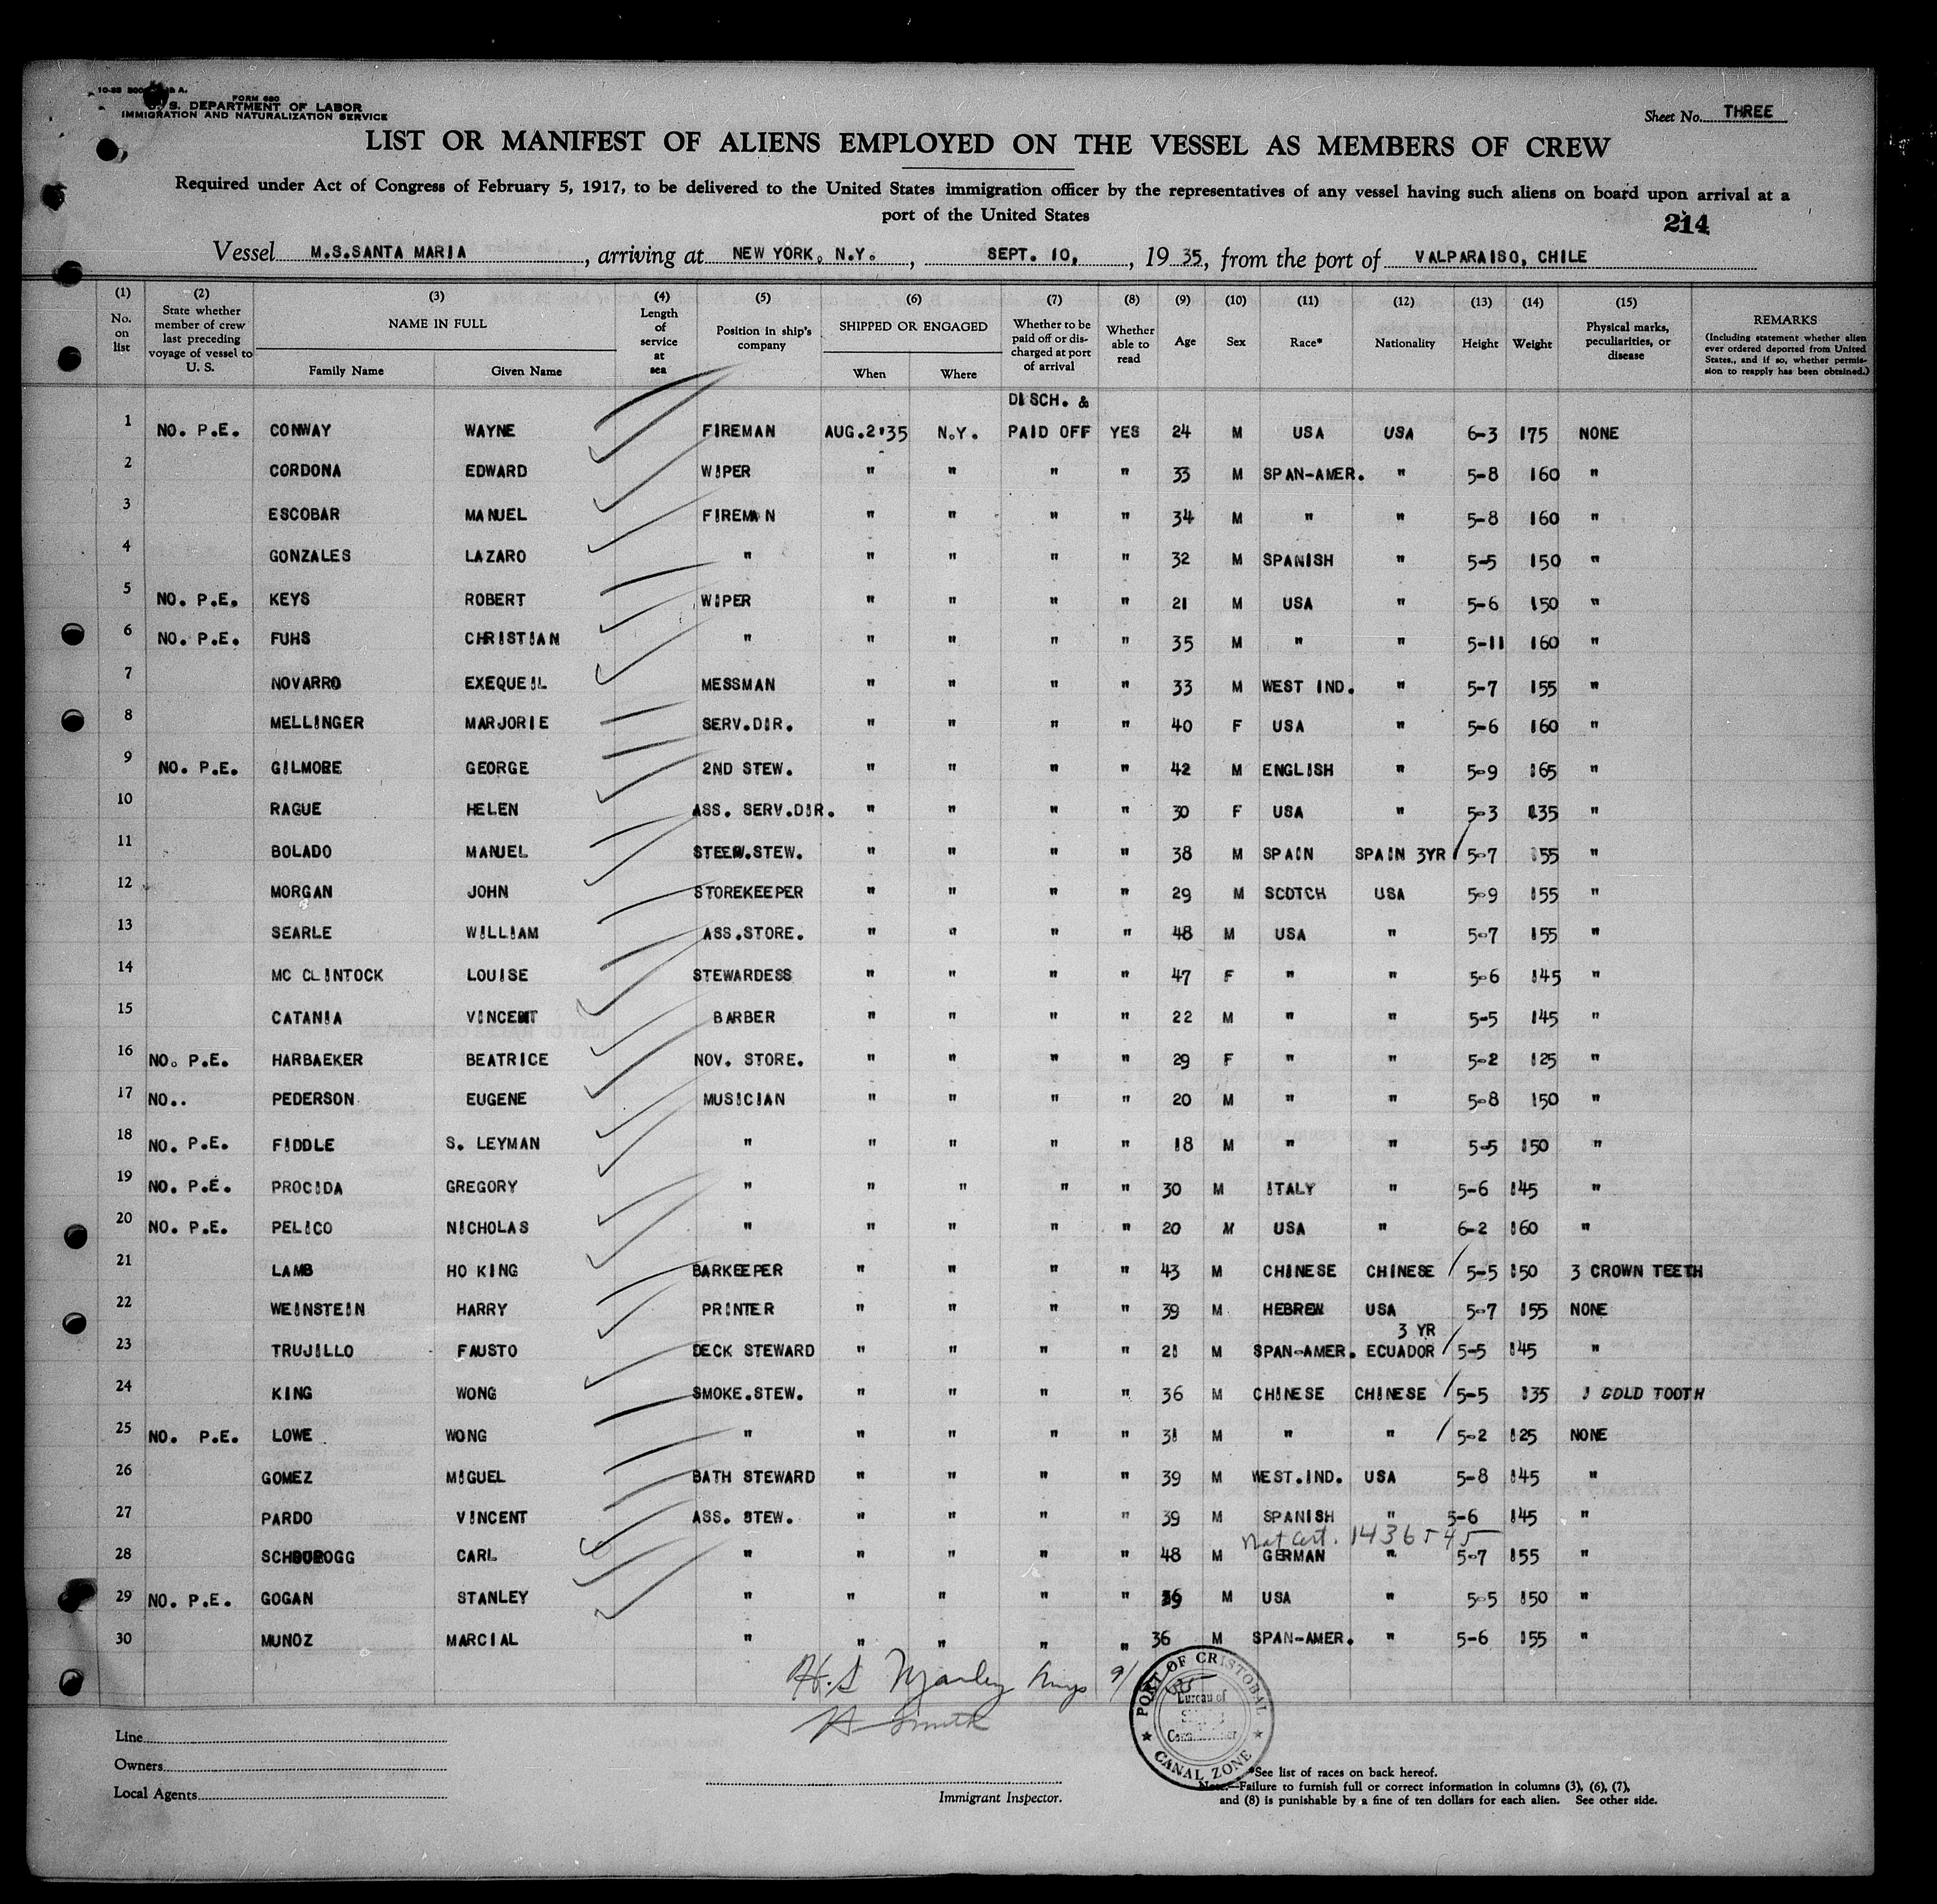 FORM 680
U. S. DEPARTMENT OF LABOR
IMMIGRATION AND NATURALIZATION SERVICE
Sheet No. THREE
LIST OR MANIFEST OF ALIENS EMPLOYED ON THE VESSEL AS MEMBERS OF CREW
Required under Act of Congress of February 5, 1917, to be delivered to the United States immigration officer by the representatives of any vessel having such aliens on board upon arrival at a
port of the United States
214
Vessel M.S.SANTA MARIA, arriving at NEW YORK, N.Y., SEPT. 10, 1935, from the port of VALPARAISO, CHILE
(1) No. on list (2) State whether member of crew last preceding voyage of vessel to U. S. (3) NAME IN FULL Family Name Given Name (4) Length of service at sea (5) Position in ship's company (6) SHIPPED OR ENGAGED When Where (7) Whether to be paid off or discharged at port of arrival (8) Whether able to read (9) Age (10) Sex (11) Race* (12) Nationality (13) Height (14) Weight (15) Physical marks, peculiarities, or disease REMARKS (Including statement whether alien ever ordered deported from United States, and if so, whether permission to reapply has been obtained.)
DISCH. &
1 NO. P.E. CONWAY WAYNE FIREMAN AUG.2'35 N.Y. PAID OFF YES 24 M USA USA 6-3 175 NONE
2 CORDONA EDWARD WIPER " " " " 33 M SPAN-AMER. " 5-8 160 "
3 ESCOBAR MANUEL FIREMAN " " " " 34 M " " 5-8 160 "
4 GONZALES LAZARO " " " " " 32 M SPANISH " 5-5 150 "
5 NO. P.E. KEYS ROBERT WIPER " " " " 21 M USA " 5-6 150 "
6 NO. P.E. FUHS CHRISTIAN " " " " " 35 M " " 5-11 160 "
7 NOVARRO EXEQUEIL MESSMAN " " " " 33 M WEST IND. " 5-7 155 "
8 MELLINGER MARJORIE SERV.DIR. " " " " 40 F USA " 5-6 160 "
9 NO. P.E. GILMORE GEORGE 2ND STEW. " " " " 42 M ENGLISH " 5-9 165 "
10 RAGUE HELEN ASS. SERV.DIR. " " " " 30 F USA " 5-3 135 "
11 BOLADO MANUEL STEEW.STEW. " " " " 38 M SPAIN SPAIN 3YR 5-7 155 "
12 MORGAN JOHN STOREKEEPER " " " " 29 M SCOTCH USA 5-9 155 "
13 SEARLE WILLIAM ASS.STORE. " " " " 48 M USA " 5-7 155 "
14 MC CLINTOCK LOUISE STEWARDESS " " " " 47 F " " 5-6 145 "
15 CATANIA VINCENT BARBER " " " " 22 M " " 5-5 145 "
16 NO. P.E. HARBAEKER BEATRICE NOV. STORE. " " " " 29 F " " 5-2 125 "
17 NO.. PEDERSON EUGENE MUSICIAN " " " " 20 M " " 5-8 150 "
18 NO. P.E. FIDDLE S. LEYMAN " " " " " 18 M " " 5-5 150 "
19 NO. P.E. PROCIDA GREGORY " " " " " 30 M ITALY " 5-6 145 "
20 NO. P.E. PELICO NICHOLAS " " " " " 20 M USA " 6-2 160 "
21 LAMB HO KING BARKEEPER " " " " 43 M CHINESE CHINESE 5-5 150 3 CROWN TEETH
22 WEINSTEIN HARRY PRINTER " " " " 39 M HEBREW USA 5-7 155 NONE
3 YR
23 TRUJILLO FAUSTO DECK STEWARD " " " " 21 M SPAN-AMER. ECUADOR 5-5 145 "
24 KING WONG SMOKE.STEW. " " " " 36 M CHINESE CHINESE 5-5 135 1 GOLD TOOTH
25 NO. P.E. LOWE WONG " " " " " 31 M " " 5-2 125 NONE
26 GOMEZ MIGUEL BATH STEWARD " " " " 39 M WEST.IND. USA 5-8 145 "
27 PARDO VINCENT ASS. STEW. " " " " 39 M SPANISH " 5-6 145 "
Nat Cert. 1436545
28 CARL " " " " " 48 M GERMAN " 5-7 155 "
29 NO. P.E. GOGAN STANLEY " " " " " M USA " 5-5 150 "
30 MUNOZ MARCIAL " " " " " 36 M SPAN-AMER. " 5-6 155 "
H.S Manley 9/
H Smith
PORT OF CRISTOBAL
Bureau of
CANAL ZONE
Line
Owners
Local Agents
Immigrant Inspector.
*See list of races on back hereof.
Note.—Failure to furnish full or correct information in columns (3), (6), (7),
and (8) is punishable by a fine of ten dollars for each alien. See other side.